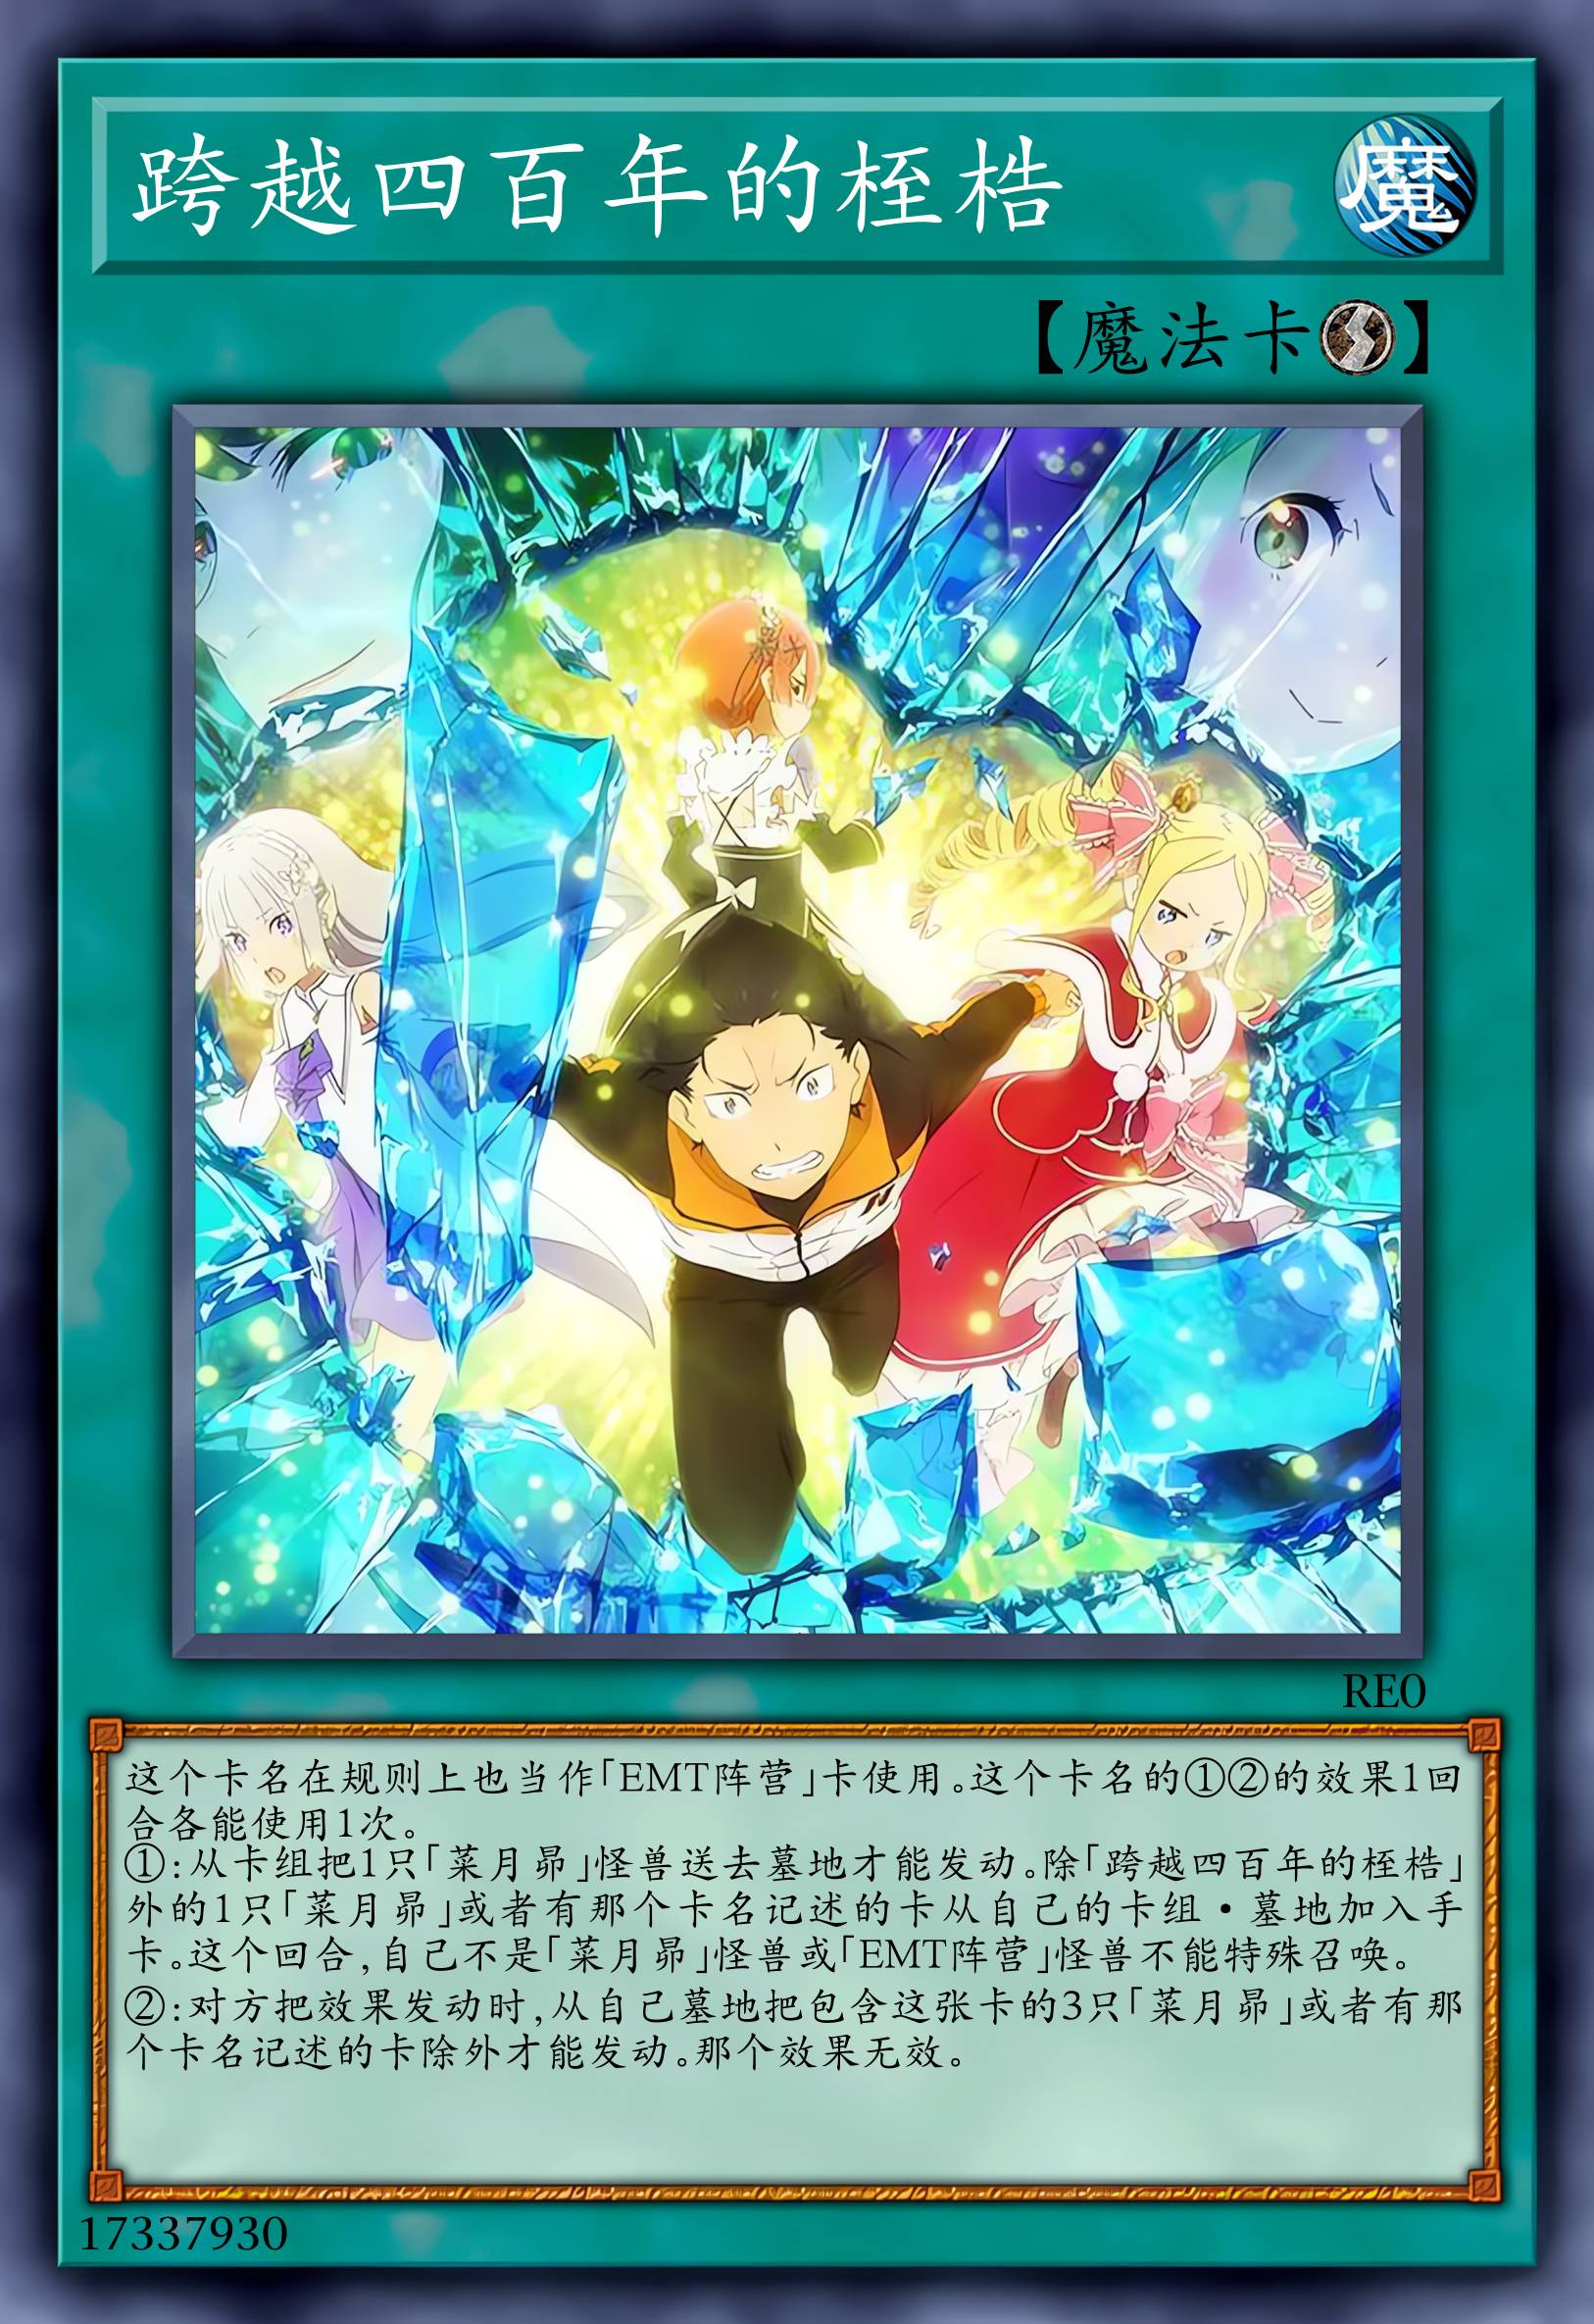 跨越四百年的桎梏
魔
【魔法卡】
RE0
这个卡名在规则上也当作「EMT阵营」卡使用。这个卡名的①②的效果1回
合各能使用1次。
①:从卡组把1只「菜月昴」怪兽送去墓地才能发动。除「跨越四百年的桎梏」
外的1只「菜月昴」或者有那个卡名记述的卡从自己的卡组·墓地加入手
卡。这个回合,自己不是「菜月昴」怪兽或「EMT阵营」怪兽不能特殊召唤。
②:对方把效果发动时,从自己墓地把包含这张卡的3只「菜月昴」或者有那
个卡名记述的卡除外才能发动。那个效果无效。
17337930